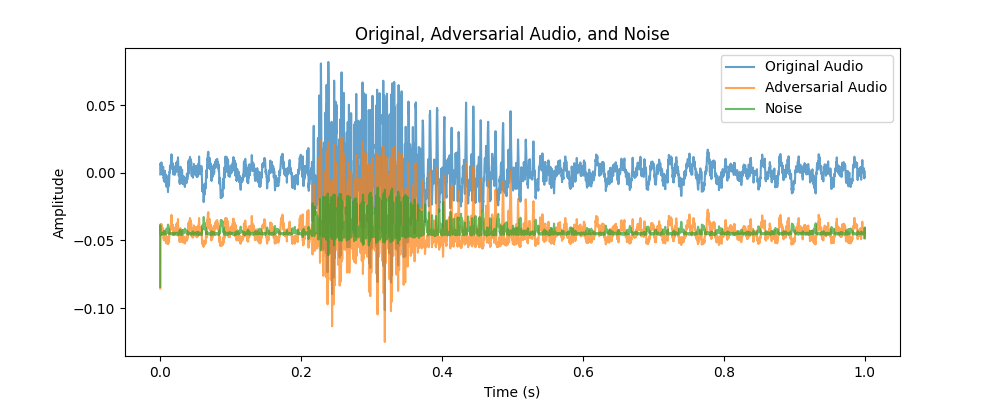 Original, Adversarial Audio, and Noise
Original Audio
Adversarial Audio
Noise
Amplitude
0.05
0.00
−0.05
−0.10
0.0 0.2 0.4 0.6 0.8 1.0
Time (s)